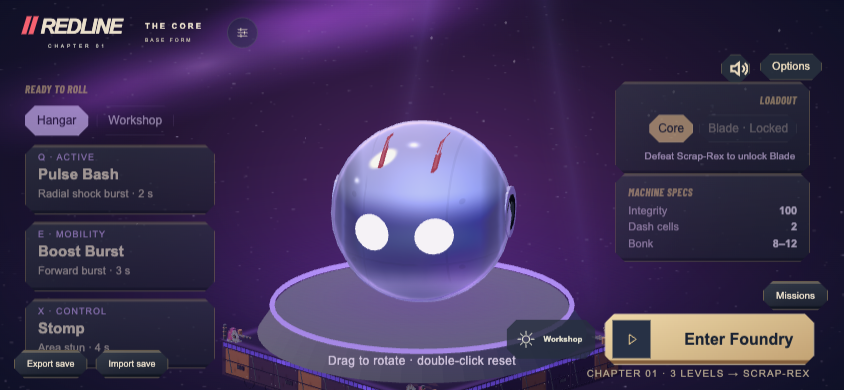 REDLINE
CHAPTER 01
THE CORE
BASE FORM
Options
READY TO ROLL
Hangar
Workshop
Q · ACTIVE
Pulse Bash
Radial shock burst · 2 s
E · MOBILITY
Boost Burst
Forward burst · 3 s
X · CONTROL
Stomp
Area stun · 4 s
Export save
Import save
LOADOUT
Core
Blade · Locked
Defeat Scrap-Rex to unlock Blade
MACHINE SPECS
Integrity 100
Dash cells 2
Bonk 8–12
Missions
Workshop
Enter Foundry
Drag to rotate · double-click reset
CHAPTER 01 · 3 LEVELS → SCRAP-REX